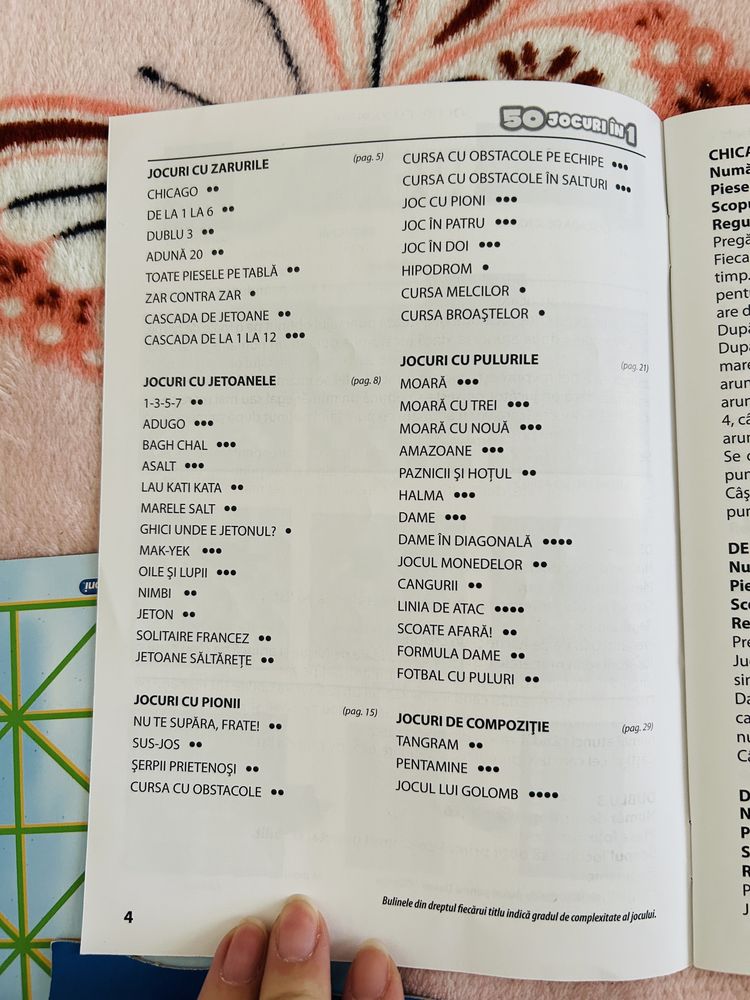 50 JOCURI ÎN 1
JOCURI CU ZARURILE (pag. 5)
CHICAGO ●●
DE LA 1 LA 6 ●●
DUBLU 3 ●●
ADUNĂ 20 ●●
TOATE PIESELE PE TABLĂ ●●
ZAR CONTRA ZAR ●
CASCADA DE JETOANE ●●
CASCADA DE LA 1 LA 12 ●●●
JOCURI CU JETOANELE (pag. 8)
1-3-5-7 ●●
ADUGO ●●●
BAGH CHAL ●●●
ASALT ●●●
LAU KATI KATA ●●
MARELE SALT ●●
GHICI UNDE E JETONUL? ●
MAK-YEK ●●●
OILE ŞI LUPII ●●●
NIMBI ●●
JETON ●●
SOLITAIRE FRANCEZ ●●
JETOANE SĂLTĂREŢE ●●
JOCURI CU PIONII (pag. 15)
NU TE SUPĂRA, FRATE! ●●
SUS-JOS ●●
ŞERPII PRIETENOŞI ●●
CURSA CU OBSTACOLE ●●
CURSA CU OBSTACOLE PE ECHIPE ●●●
CURSA CU OBSTACOLE ÎN SALTURI ●●●
JOC CU PIONI ●●●
JOC ÎN PATRU ●●●
JOC ÎN DOI ●●●
HIPODROM ●
CURSA MELCILOR ●
CURSA BROAŞTELOR ●
JOCURI CU PULURILE (pag. 21)
MOARĂ ●●●
MOARĂ CU TREI ●●●
MOARĂ CU NOUĂ ●●●
AMAZOANE ●●●
PAZNICII ŞI HOŢUL ●●
HALMA ●●●
DAME ●●●
DAME ÎN DIAGONALĂ ●●●●
JOCUL MONEDELOR ●●
CANGURII ●●
LINIA DE ATAC ●●●●
SCOATE AFARĂ! ●●
FORMULA DAME ●●
FOTBAL CU PULURI ●●
JOCURI DE COMPOZIŢIE (pag. 29)
TANGRAM ●●
PENTAMINE ●●●
JOCUL LUI GOLOMB ●●●●
4
Bulinele din dreptul fiecărui titlu indică gradul de complexitate al jocului.